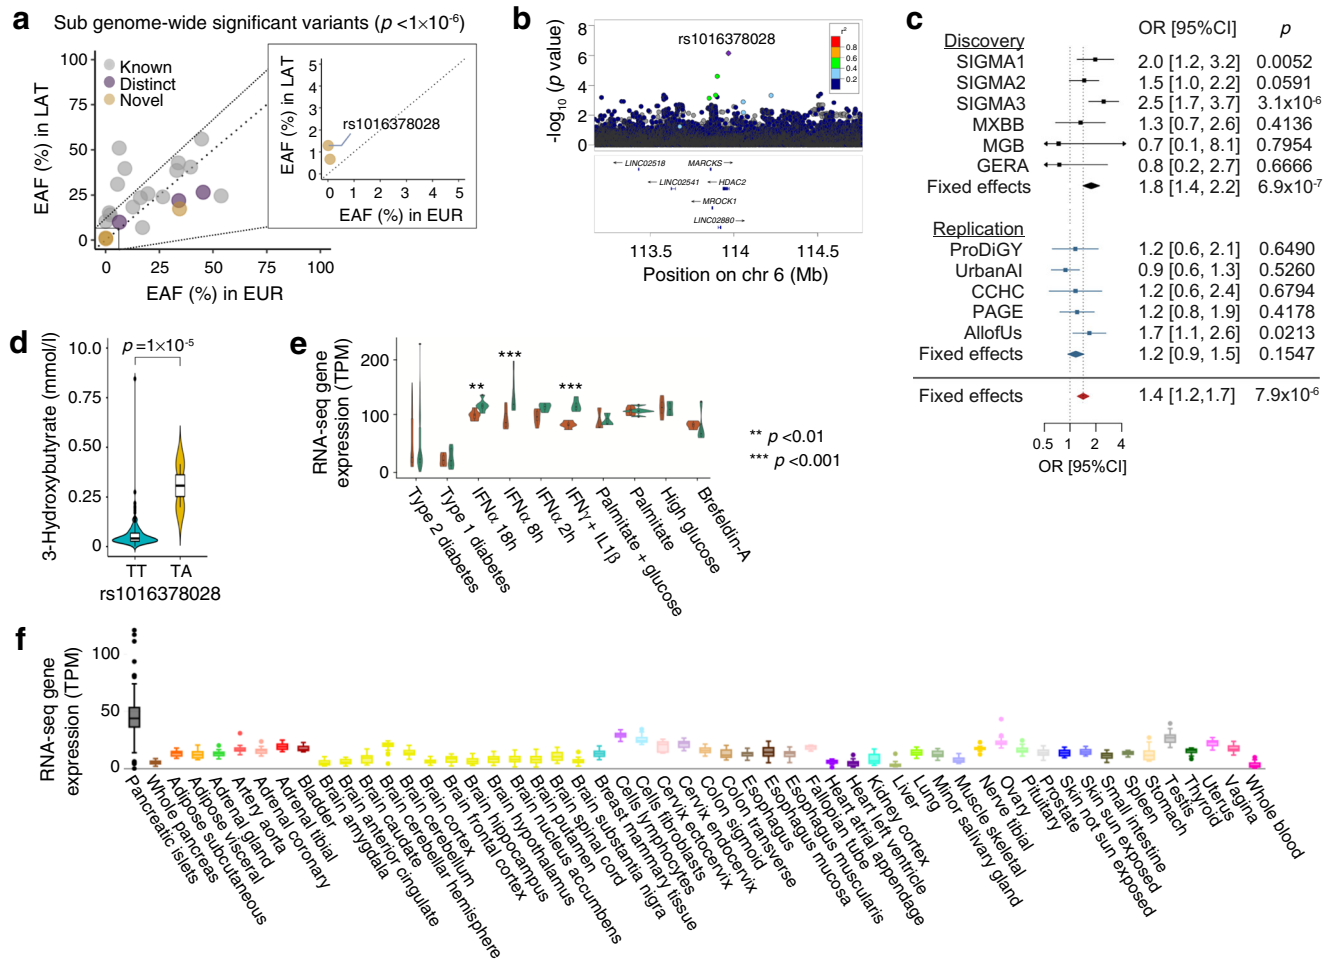 a
Sub genome-wide significant variants (p <1×10-6)
EAF (%) in LAT
100
75
50
25
0
Known
Distinct
Novel
0 25 50 75 100
EAF (%) in EUR
EAF (%) in LAT
5
4
3
2
1
0
rs1016378028
0 1 2 3 4 5
EAF (%) in EUR
b
-log10 (p value)
8
6
4
2
0
rs1016378028
r2
0.8
0.6
0.4
0.2
← LINC02518
MARCKS →
← LINC02541
← HDAC2
← MROCK1
LINC02880 →
113.5 114 114.5
Position on chr 6 (Mb)
c
OR [95%CI] p
Discovery
SIGMA1 2.0 [1.2, 3.2] 0.0052
SIGMA2 1.5 [1.0, 2.2] 0.0591
SIGMA3 2.5 [1.7, 3.7] 3.1x10-6
MXBB 1.3 [0.7, 2.6] 0.4136
MGB 0.7 [0.1, 8.1] 0.7954
GERA 0.8 [0.2, 2.7] 0.6666
Fixed effects 1.8 [1.4, 2.2] 6.9x10-7
Replication
ProDiGY 1.2 [0.6, 2.1] 0.6490
UrbanAI 0.9 [0.6, 1.3] 0.5260
CCHC 1.2 [0.6, 2.4] 0.6794
PAGE 1.2 [0.8, 1.9] 0.4178
AllofUs 1.7 [1.1, 2.6] 0.0213
Fixed effects 1.2 [0.9, 1.5] 0.1547
Fixed effects 1.4 [1.2,1.7] 7.9x10-6
0.5 1 2 4
OR [95%CI]
d
3-Hydroxybutyrate (mmol/l)
10.0
0.75
0.50
0.25
0
p =1×10-5
TT TA
rs1016378028
e
RNA-seq gene
expression (TPM)
200
100
0
** *** ***
Type 2 diabetes
Type 1 diabetes
IFNα 18h
IFNα 8h
IFNα 2h
IFNγ + IL1β
Palmitate + glucose
Palmitate
High glucose
Brefeldin-A
** p <0.01
*** p <0.001
f
RNA-seq gene
expression (TPM)
100
50
0
Pancreatic islets
Whole pancreas
Adipose subcutaneous
Adipose visceral
Adrenal gland
Artery aorta
Artery coronary
Adrenal tibial
Bladder
Brain amygdala
Brain anterior cingulate
Brain caudate
Brain cerebellar hemisphere
Brain cerebellum
Brain cortex
Brain frontal cortex
Brain hippocampus
Brain hypothalamus
Brain nucleus accumbens
Brain putamen
Brain spinal cord
Brain substantia nigra
Breast mammary tissue
Cells lymphocytes
Cells fibroblasts
Cervix ectocervix
Cervix endocervix
Colon sigmoid
Colon transverse
Esophagus
Esophagus mucosa
Esophagus muscularis
Fallopian tube
Heart atrial appendage
Heart left ventricle
Kidney cortex
Liver
Lung
Minor salivary gland
Muscle skeletal
Nerve tibial
Ovary
Pituitary
Prostate
Skin not sun exposed
Skin sun exposed
Small intestine
Spleen
Stomach
Testis
Thyroid
Uterus
Vagina
Whole blood